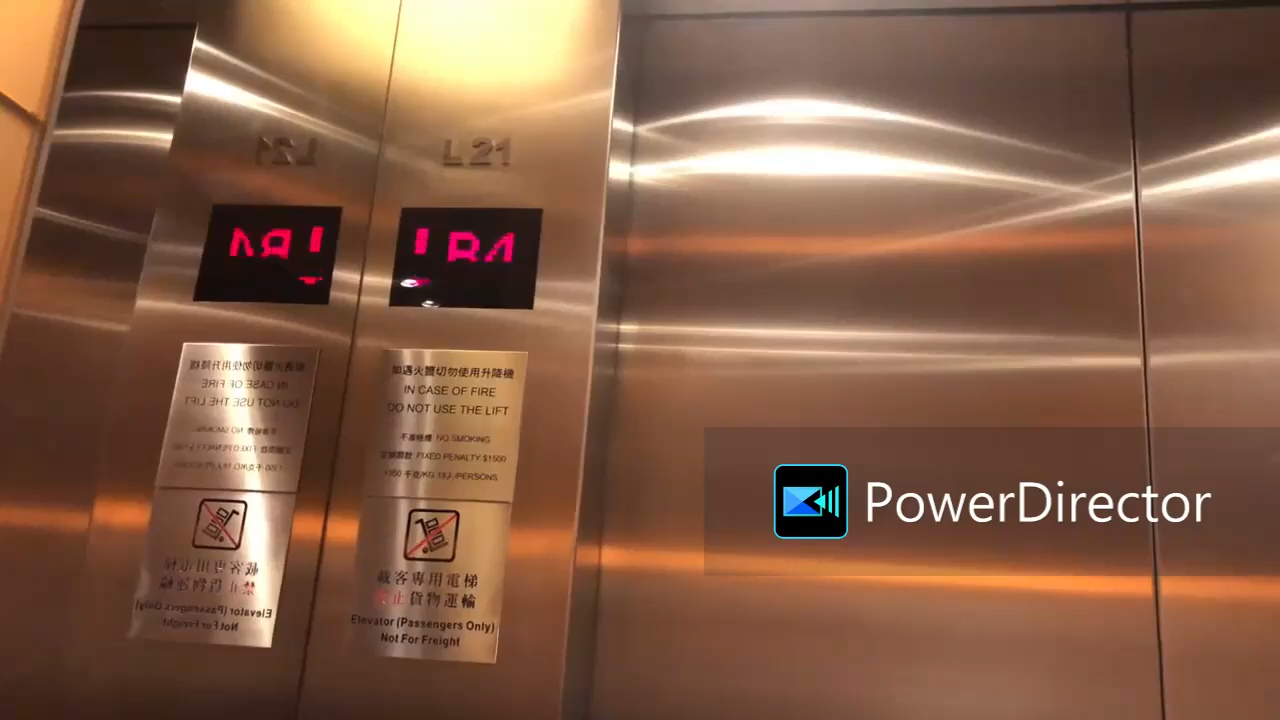 L21
如遇火警切勿使用升降機
IN CASE OF FIRE
DO NOT USE THE LIFT
不准吸煙 NO SMOKING
定額罰款 FIXED PENALTY $1500
1350 千克/KG 18人/PERSONS
載客專用電梯
禁止貨物運輸
Elevator (Passengers Only)
Not For Freight
PowerDirector